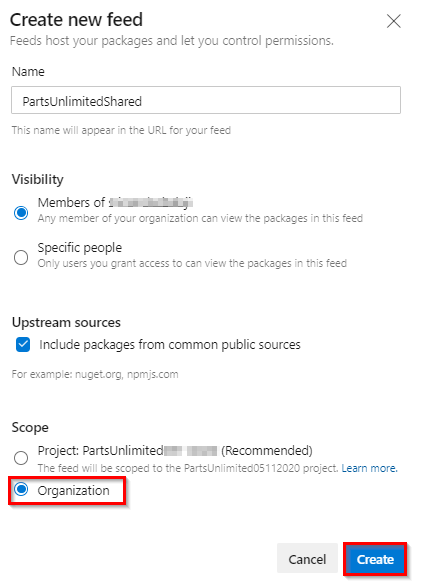 Create new feed
Feeds host your packages and let you control permissions.
Name
PartsUnlimitedShared
This name will appear in the URL for your feed
Visibility
Members of
Any member of your organization can view the packages in this feed
Specific people
Only users you grant access to can view the packages in this feed
Upstream sources
Include packages from common public sources
For example: nuget.org, npmjs.com
Scope
Project: PartsUnlimited (Recommended)
The feed will be scoped to the PartsUnlimited05112020 project. Learn more.
Organization
Cancel Create